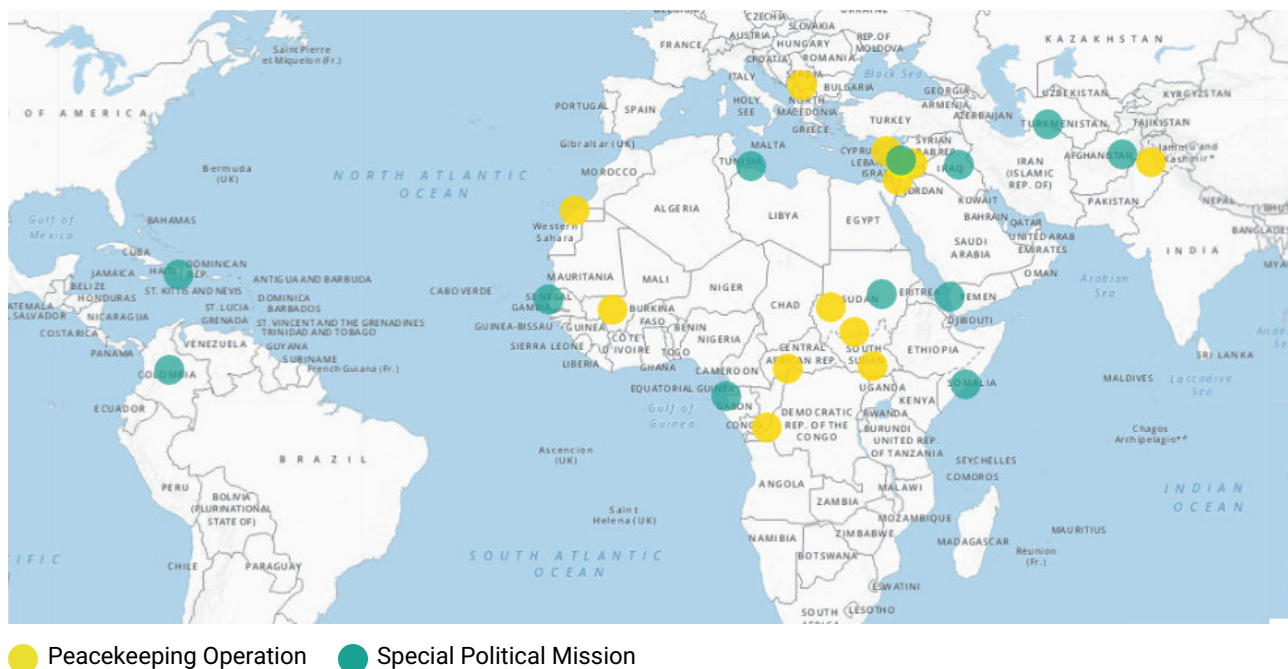 CZECHIA
SLOVAKIA
AUSTRIA
HUNGARY
REP.OF
MOLDOVA
FRANCE
CROATIA
ROMANIA
KAZAKHSTAN
Saint Pierre
et Miquelon (Fr.)
ITALY
SERBIA
Black Sea
BULGARIA
GEORGIA
UZBEKISTAN
KYRGYZSTAN
OF AMERICA
PORTUGAL
SPAIN
HOLY
SEE
NORTH
MACEDONIA
ARMENIA
AZERBAIJAN
TURKMENISTAN
TAJIKISTAN
GREECE
TURKEY
Gibraltar (UK)
MALTA
CYPRUS
SYRIAN
ARAB REP.
AFGHANISTAN
Jammu and
Kashmir*
Bermuda
(UK)
NORTH ATLANTIC
OCEAN
MOROCCO
TUNISIA
IRAQ
IRAN
(ISLAMIC
REP. OF)
JORDAN
KUWAIT
PAKISTAN
NEPAL
Gulf of
Mexico
BAHAMAS
Western
Sahara
ALGERIA
LIBYA
EGYPT
BAHRAIN
QATAR
UNITED ARAB
EMIRATES
SAUDI
ARABIA
INDIA
CUBA
OMAN
HAITI
DOMINICAN
REP.
JAMAICA
BELIZE
HONDURAS
ANTIGUA AND BARBUDA
ST. KITTS AND NEVIS
DOMINICA
BARBADOS
ST. LUCIA
GRENADA
NICARAGUA
ST. VINCENT AND THE GRENADINES
TRINIDAD AND TOBAGO
COSTARICA
PANAMA
VENEZUELA
GUYANA
SURINAME
French Guiana (Fr.)
COLOMBIA
ECUADOR
CABO VERDE
MAURITANIA
MALI
NIGER
CHAD
SUDAN
ERITREA
YEMEN
Arabian
Sea
SENEGAL
GAMBIA
GUINEA-BISSAU
GUINEA
BURKINA
FASO
BENIN
NIGERIA
DJIBOUTI
SIERRA LEONE
CÔTE
D'IVOIRE
TOGO
LIBERIA
GHANA
CENTRAL
AFRICAN REP.
SOUTH
SUDAN
ETHIOPIA
SRI LANKA
CAMEROON
EQUATORIAL GUINEA
UGANDA
SOMALIA
MALDIVES
Laccadive
Sea
GABON
Gulf of
Guinea
KENYA
RWANDA
BURUNDI
CONGO
DEMOCRATIC
REP. OF THE
CONGO
UNITED REP.
OF TANZANIA
Chagos
Archipelago**
BRAZIL
Ascencion
(UK)
SEYCHELLES
COMOROS
PERU
BOLIVIA
(PLURINATIONAL
STATE OF)
ANGOLA
MALAWI
ZAMBIA
INDIAN
OCEAN
Saint
Helena (UK)
MOZAMBIQUE
ZIMBABWE
MADAGASCAR
MAURITIUS
NAMIBIA
BOTSWANA
Réunion
(Fr.)
SOUTH ATLANTIC
OCEAN
CHILE
PARAGUAY
ESWATINI
SOUTH
LESOTHO
Peacekeeping Operation
Special Political Mission